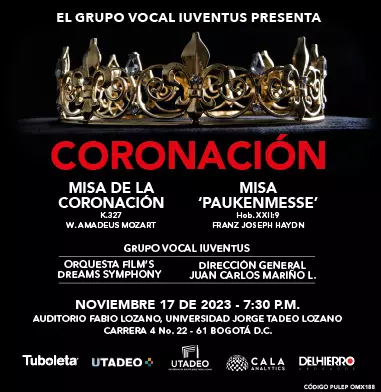 EL GRUPO VOCAL IUVENTUS PRESENTA
CORONACIÓN
MISA DE LA
CORONACIÓN
K.327
W. AMADEUS MOZART
MISA
‘PAUKENMESSE’
Hob. XXII:9
FRANZ JOSEPH HAYDN
GRUPO VOCAL IUVENTUS
ORQUESTA FILM'S
DREAMS SYMPHONY
DIRECCIÓN GENERAL
JUAN CARLOS MARIÑO L.
NOVIEMBRE 17 DE 2023 - 7:30 P.M.
AUDITORIO FABIO LOZANO, UNIVERSIDAD JORGE TADEO LOZANO
CARRERA 4 No. 22 - 61 BOGOTÁ D.C.
Tuboleta
UTADEO
UTADEO
CALA
ANALYTICS
DELHIERRO
ABOGADOS
CÓDIGO PULEP OMX188